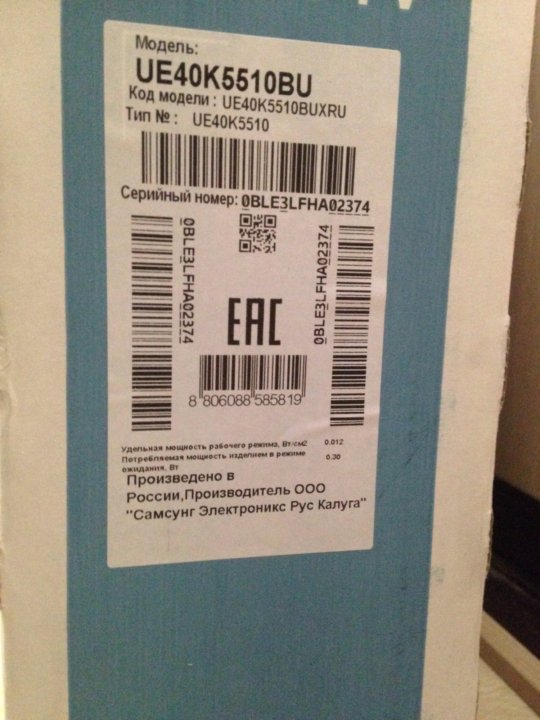 TV
Модель:
UE40K5510BU
Код модели : UE40K5510BUXRU
Тип № : UE40K5510
Серийный номер: 0BLE3LFHA02374
0BLE3LFHA02374
0BLE3LFHA02374
EAC
8 806088 585819
Удельная мощность рабочего режима, Вт/см2 0.012
Потребляемая мощность изделием в режиме
ожидания, Вт 0.30
Произведено в
России,Производитель ООО
"Самсунг Электроникс Рус Калуга"